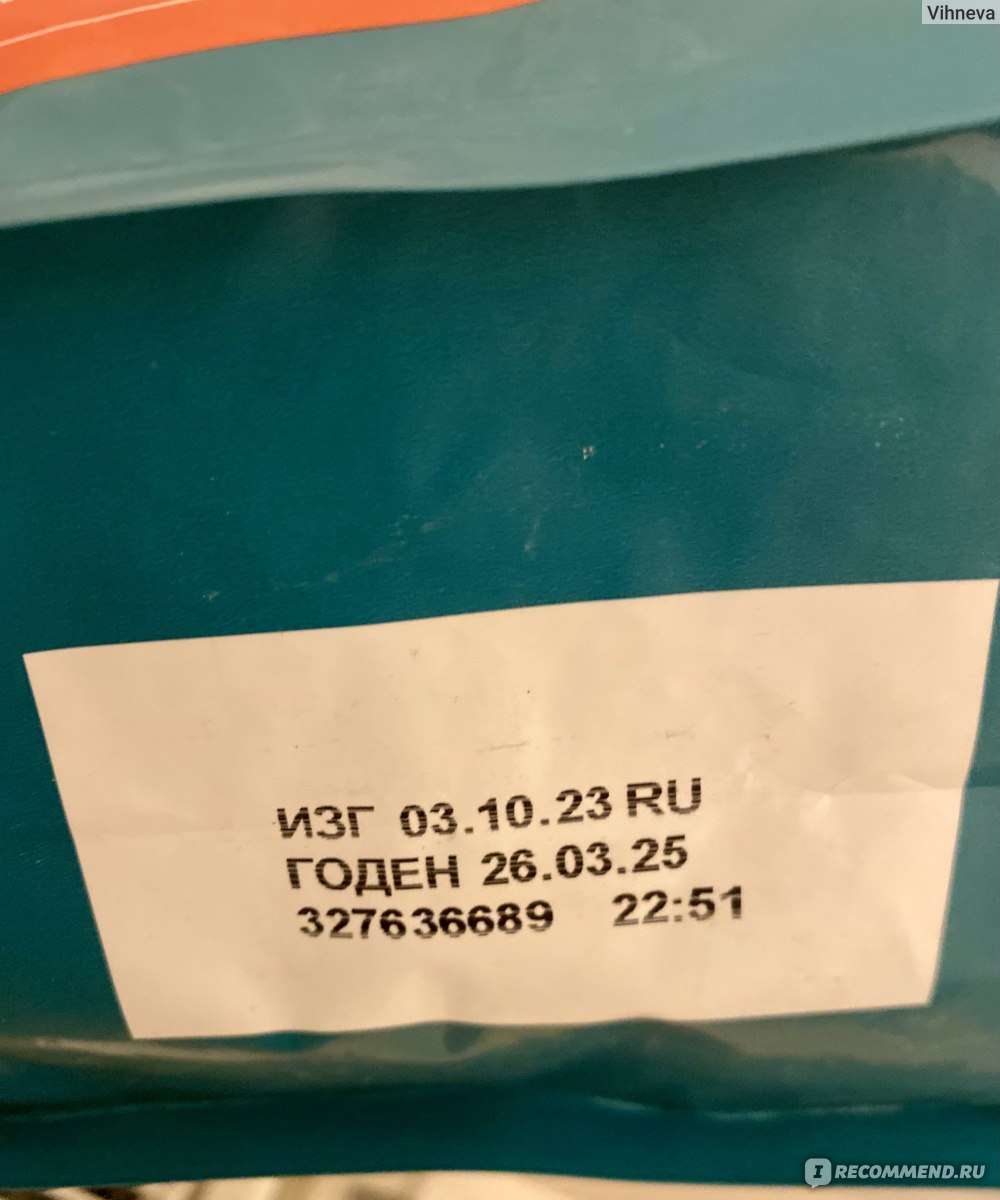 Vihneva
ИЗГ 03.10.23 RU
ГОДЕН 26.03.25
327636689 22:51
RECOMMEND.RU